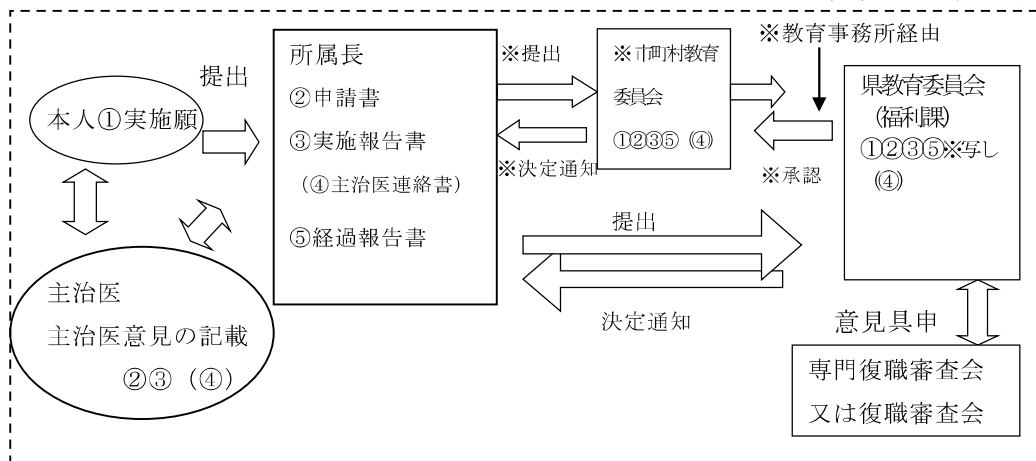 提出
本人①実施願
主治医
主治医意見の記載
②③（④）
所属長
②申請書
③実施報告書
（④主治医連絡書）
⑤経過報告書
※提出
※決定通知
※市町村教育
委員会
①②③⑤（④）
※教育事務所経由
※承認
県教育委員会
（福利課）
①②③⑤※写し
（④）
提出
決定通知
意見具申
専門復職審査会
又は復職審査会